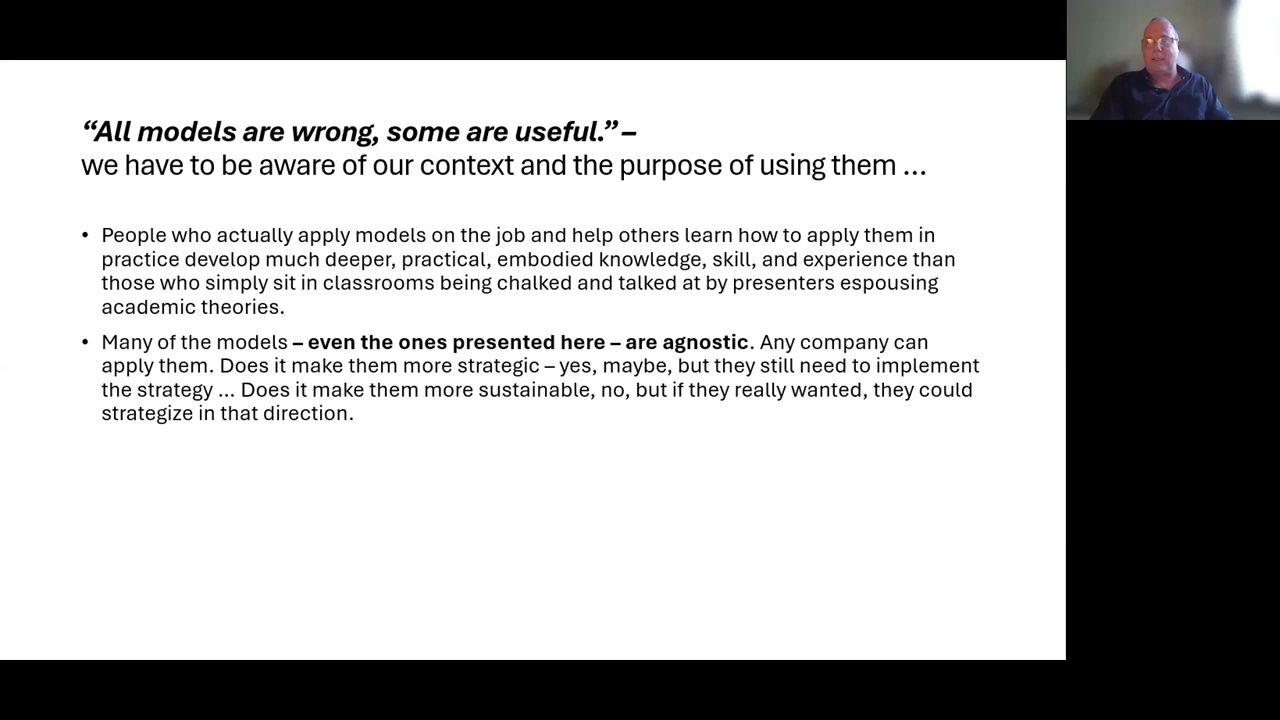 “All models are wrong, some are useful.” –
we have to be aware of our context and the purpose of using them …
• People who actually apply models on the job and help others learn how to apply them in
practice develop much deeper, practical, embodied knowledge, skill, and experience than
those who simply sit in classrooms being chalked and talked at by presenters espousing
academic theories.
• Many of the models – even the ones presented here – are agnostic. Any company can
apply them. Does it make them more strategic – yes, maybe, but they still need to implement
the strategy … Does it make them more sustainable, no, but if they really wanted, they could
strategize in that direction.